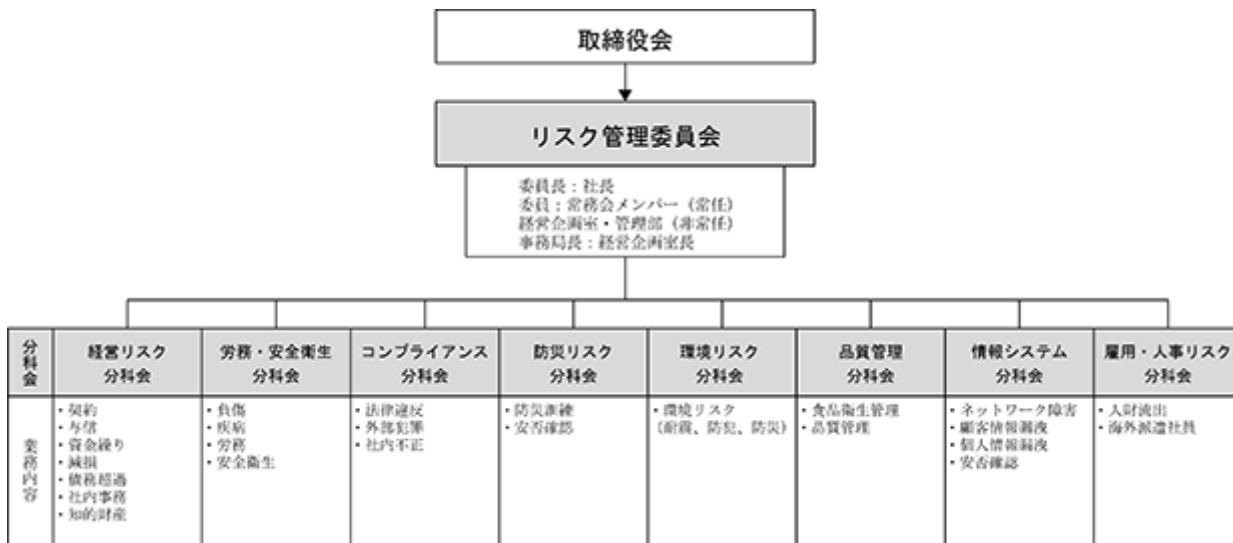 取締役会
リスク管理委員会
委員長：社長
委員：常務会メンバー（常任）
経営企画室・管理部（非常任）
事務局長：経営企画室長
分科会
経営リスク
分科会
労務・安全衛生
分科会
コンプライアンス
分科会
防災リスク
分科会
環境リスク
分科会
品質管理
分科会
情報システム
分科会
雇用・人事リスク
分科会
業務内容
・契約
・与信
・資金繰り
・減損
・債務超過
・社内事務
・知的財産
・負傷
・疾病
・労務
・安全衛生
・法律違反
・外部犯罪
・社内不正
・防災訓練
・安否確認
・環境リスク
（耐震、防犯、防災）
・食品衛生管理
・品質管理
・ネットワーク障害
・顧客情報漏洩
・個人情報漏洩
・安否確認
・人財流出
・海外派遣社員